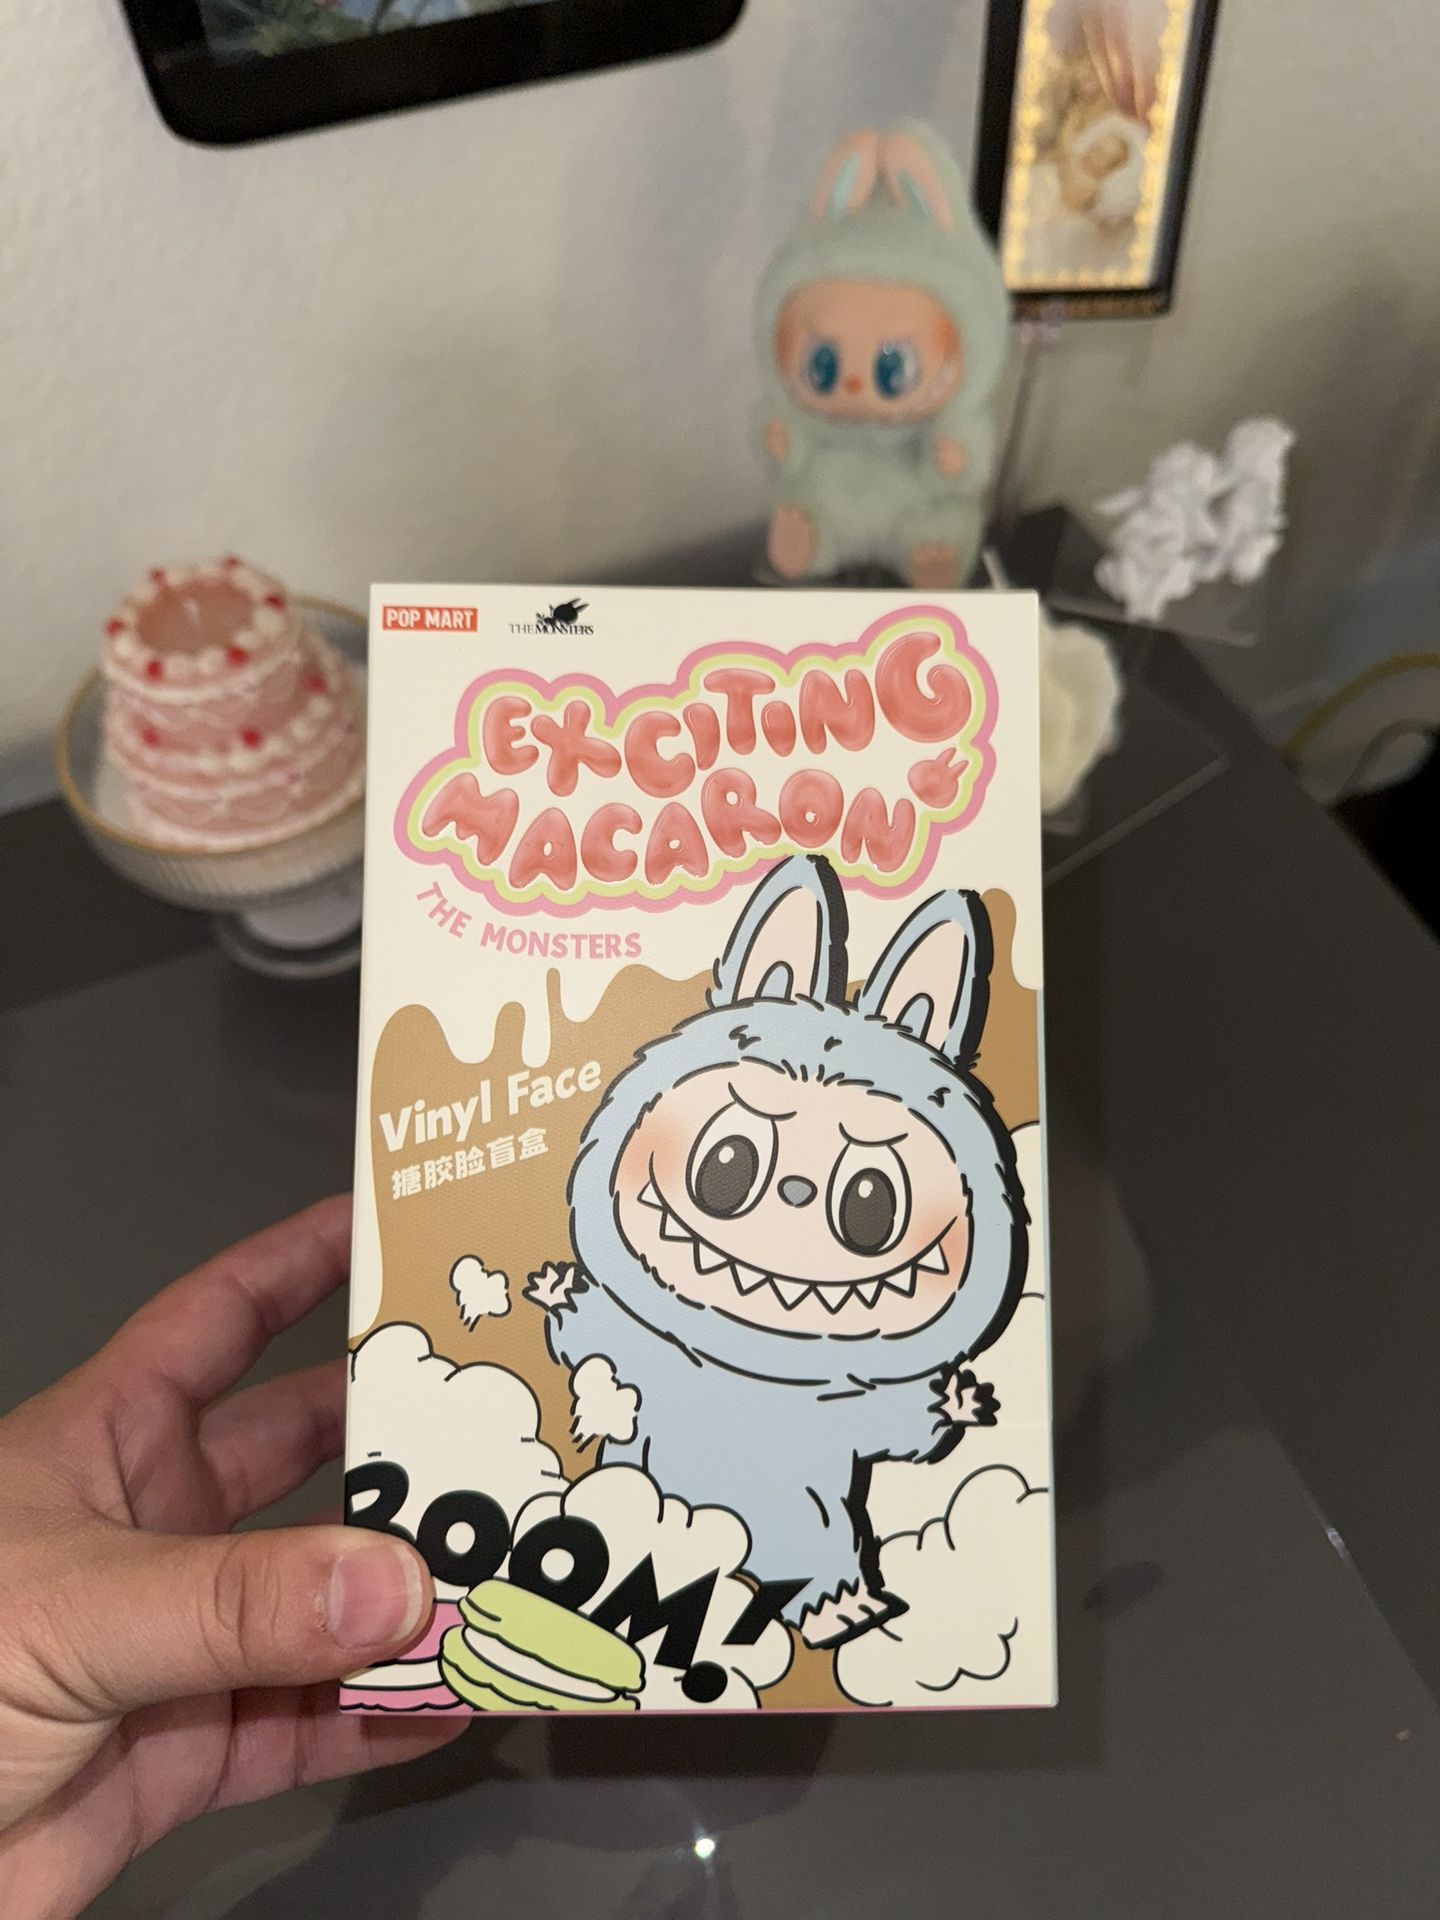 POP MART
THE MONSTERS
EXCITING
MACARON
THE MONSTERS
Vinyl Face
搪胶脸盲盒
BOOM!